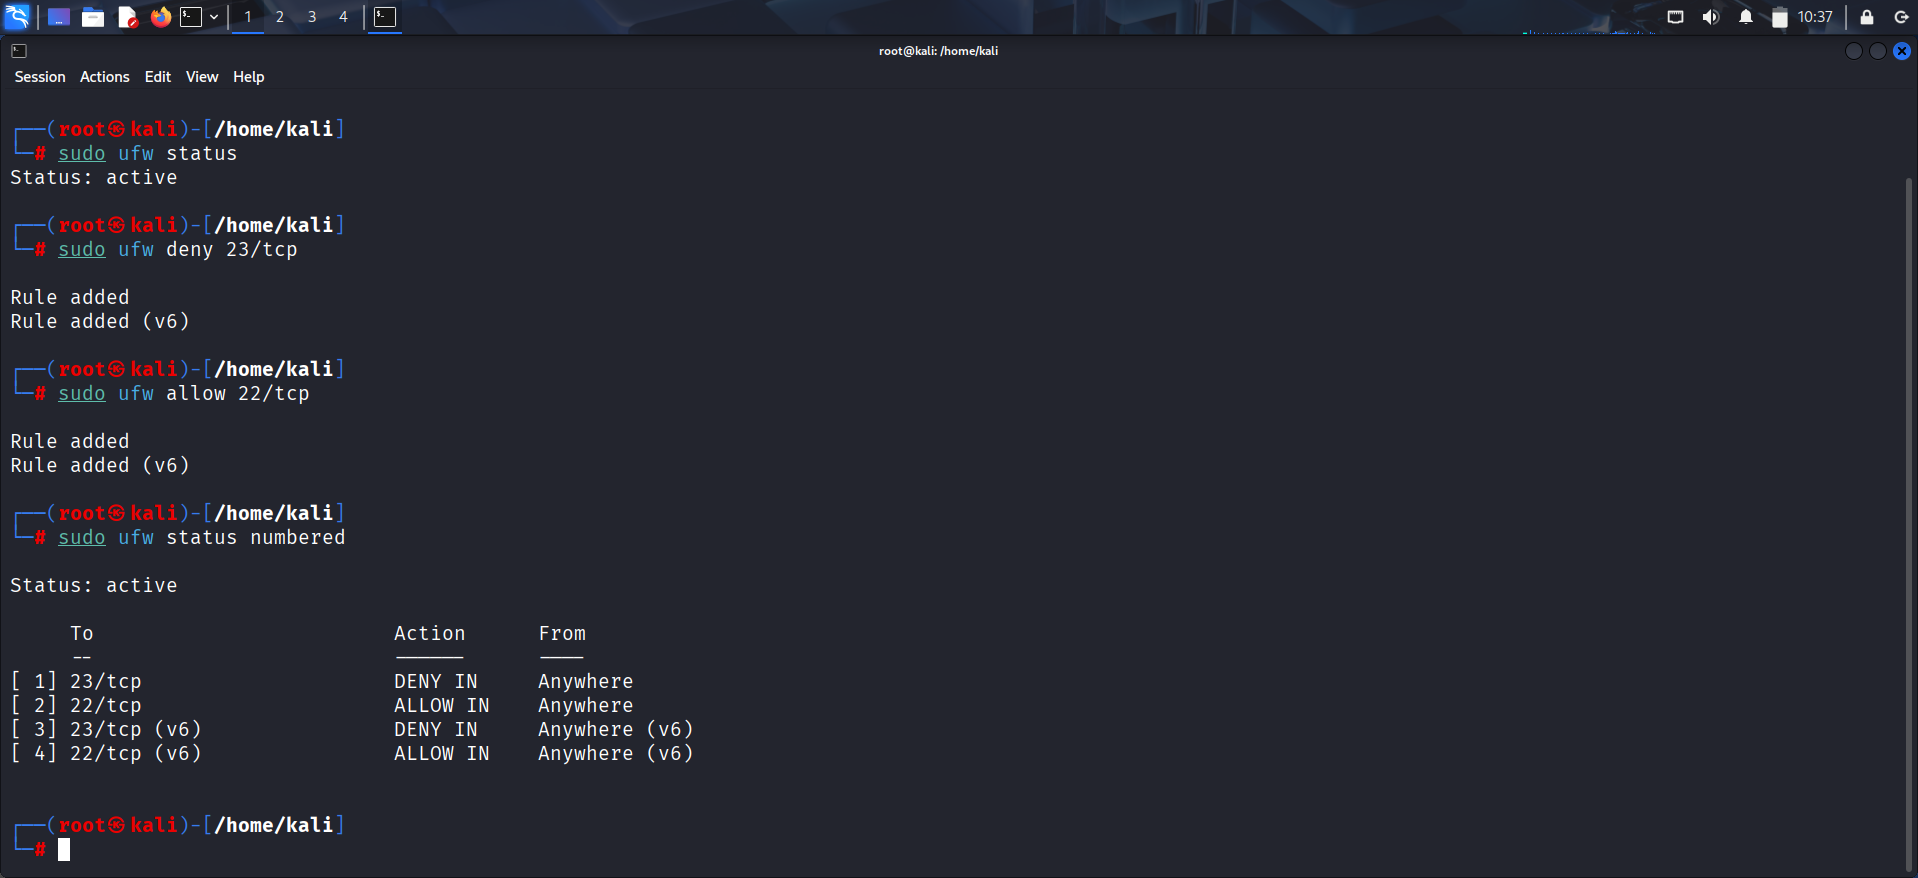 1 2 3 4 10:37
root@kali: /home/kali
Session Actions Edit View Help
┌──(root㉿kali)-[/home/kali]
└─# sudo ufw status
Status: active
┌──(root㉿kali)-[/home/kali]
└─# sudo ufw deny 23/tcp
Rule added
Rule added (v6)
┌──(root㉿kali)-[/home/kali]
└─# sudo ufw allow 22/tcp
Rule added
Rule added (v6)
┌──(root㉿kali)-[/home/kali]
└─# sudo ufw status numbered
Status: active
To Action From
-- ------ ----
[ 1] 23/tcp DENY IN Anywhere
[ 2] 22/tcp ALLOW IN Anywhere
[ 3] 23/tcp (v6) DENY IN Anywhere (v6)
[ 4] 22/tcp (v6) ALLOW IN Anywhere (v6)
┌──(root㉿kali)-[/home/kali]
└─#